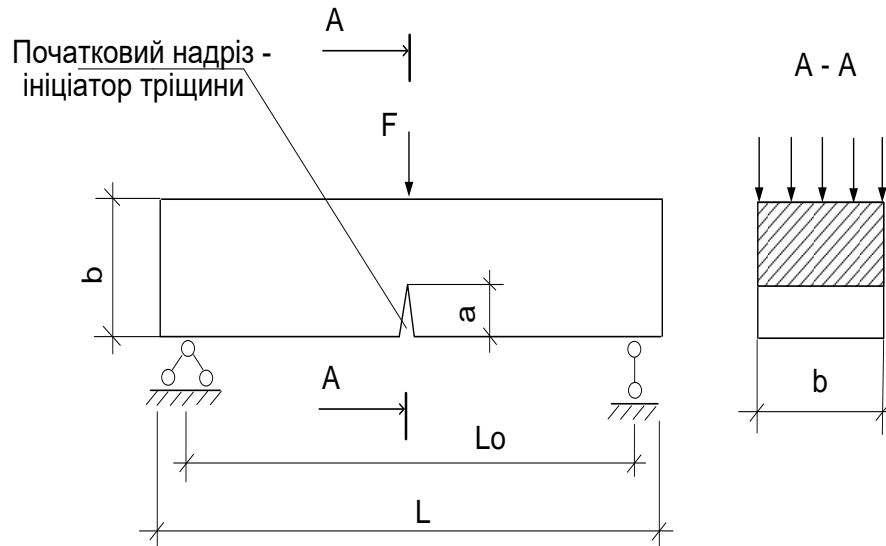 A
Початковий надріз -
ініціатор тріщини
A - A
F
b
a
A
b
Lo
L